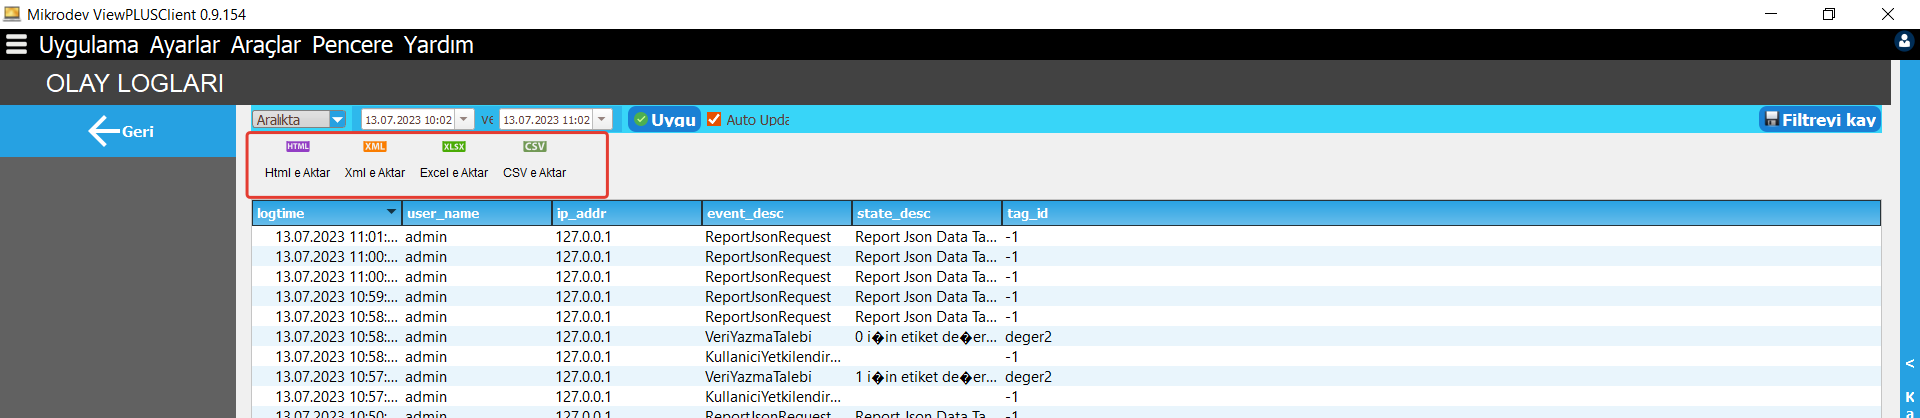 Mikrodev ViewPLUSClient 0.9.154
Uygulama Ayarlar Araçlar Pencere Yardım
OLAY LOGLARI
Geri
Aralıkta 13.07.2023 10:02 ve 13.07.2023 11:02 Uygu Auto Upda Filtreyi kay
HTML XML XLSX CSV
Html e Aktar Xml e Aktar Excel e Aktar CSV e Aktar
logtime user_name ip_addr event_desc state_desc tag_id
13.07.2023 11:01:... admin 127.0.0.1 ReportJsonRequest Report Json Data Ta... -1
13.07.2023 11:00:... admin 127.0.0.1 ReportJsonRequest Report Json Data Ta... -1
13.07.2023 11:00:... admin 127.0.0.1 ReportJsonRequest Report Json Data Ta... -1
13.07.2023 10:59:... admin 127.0.0.1 ReportJsonRequest Report Json Data Ta... -1
13.07.2023 10:58:... admin 127.0.0.1 ReportJsonRequest Report Json Data Ta... -1
13.07.2023 10:58:... admin 127.0.0.1 VeriYazmaTalebi 0 i�in etiket de�er... deger2
13.07.2023 10:58:... admin 127.0.0.1 KullaniciYetkilendir... -1
13.07.2023 10:57:... admin 127.0.0.1 VeriYazmaTalebi 1 i�in etiket de�er... deger2
13.07.2023 10:57:... admin 127.0.0.1 KullaniciYetkilendir... -1
13.07.2023 10:50:... admin 127.0.0.1 ReportJsonRequest Report Json Data Ta... -1
< K a